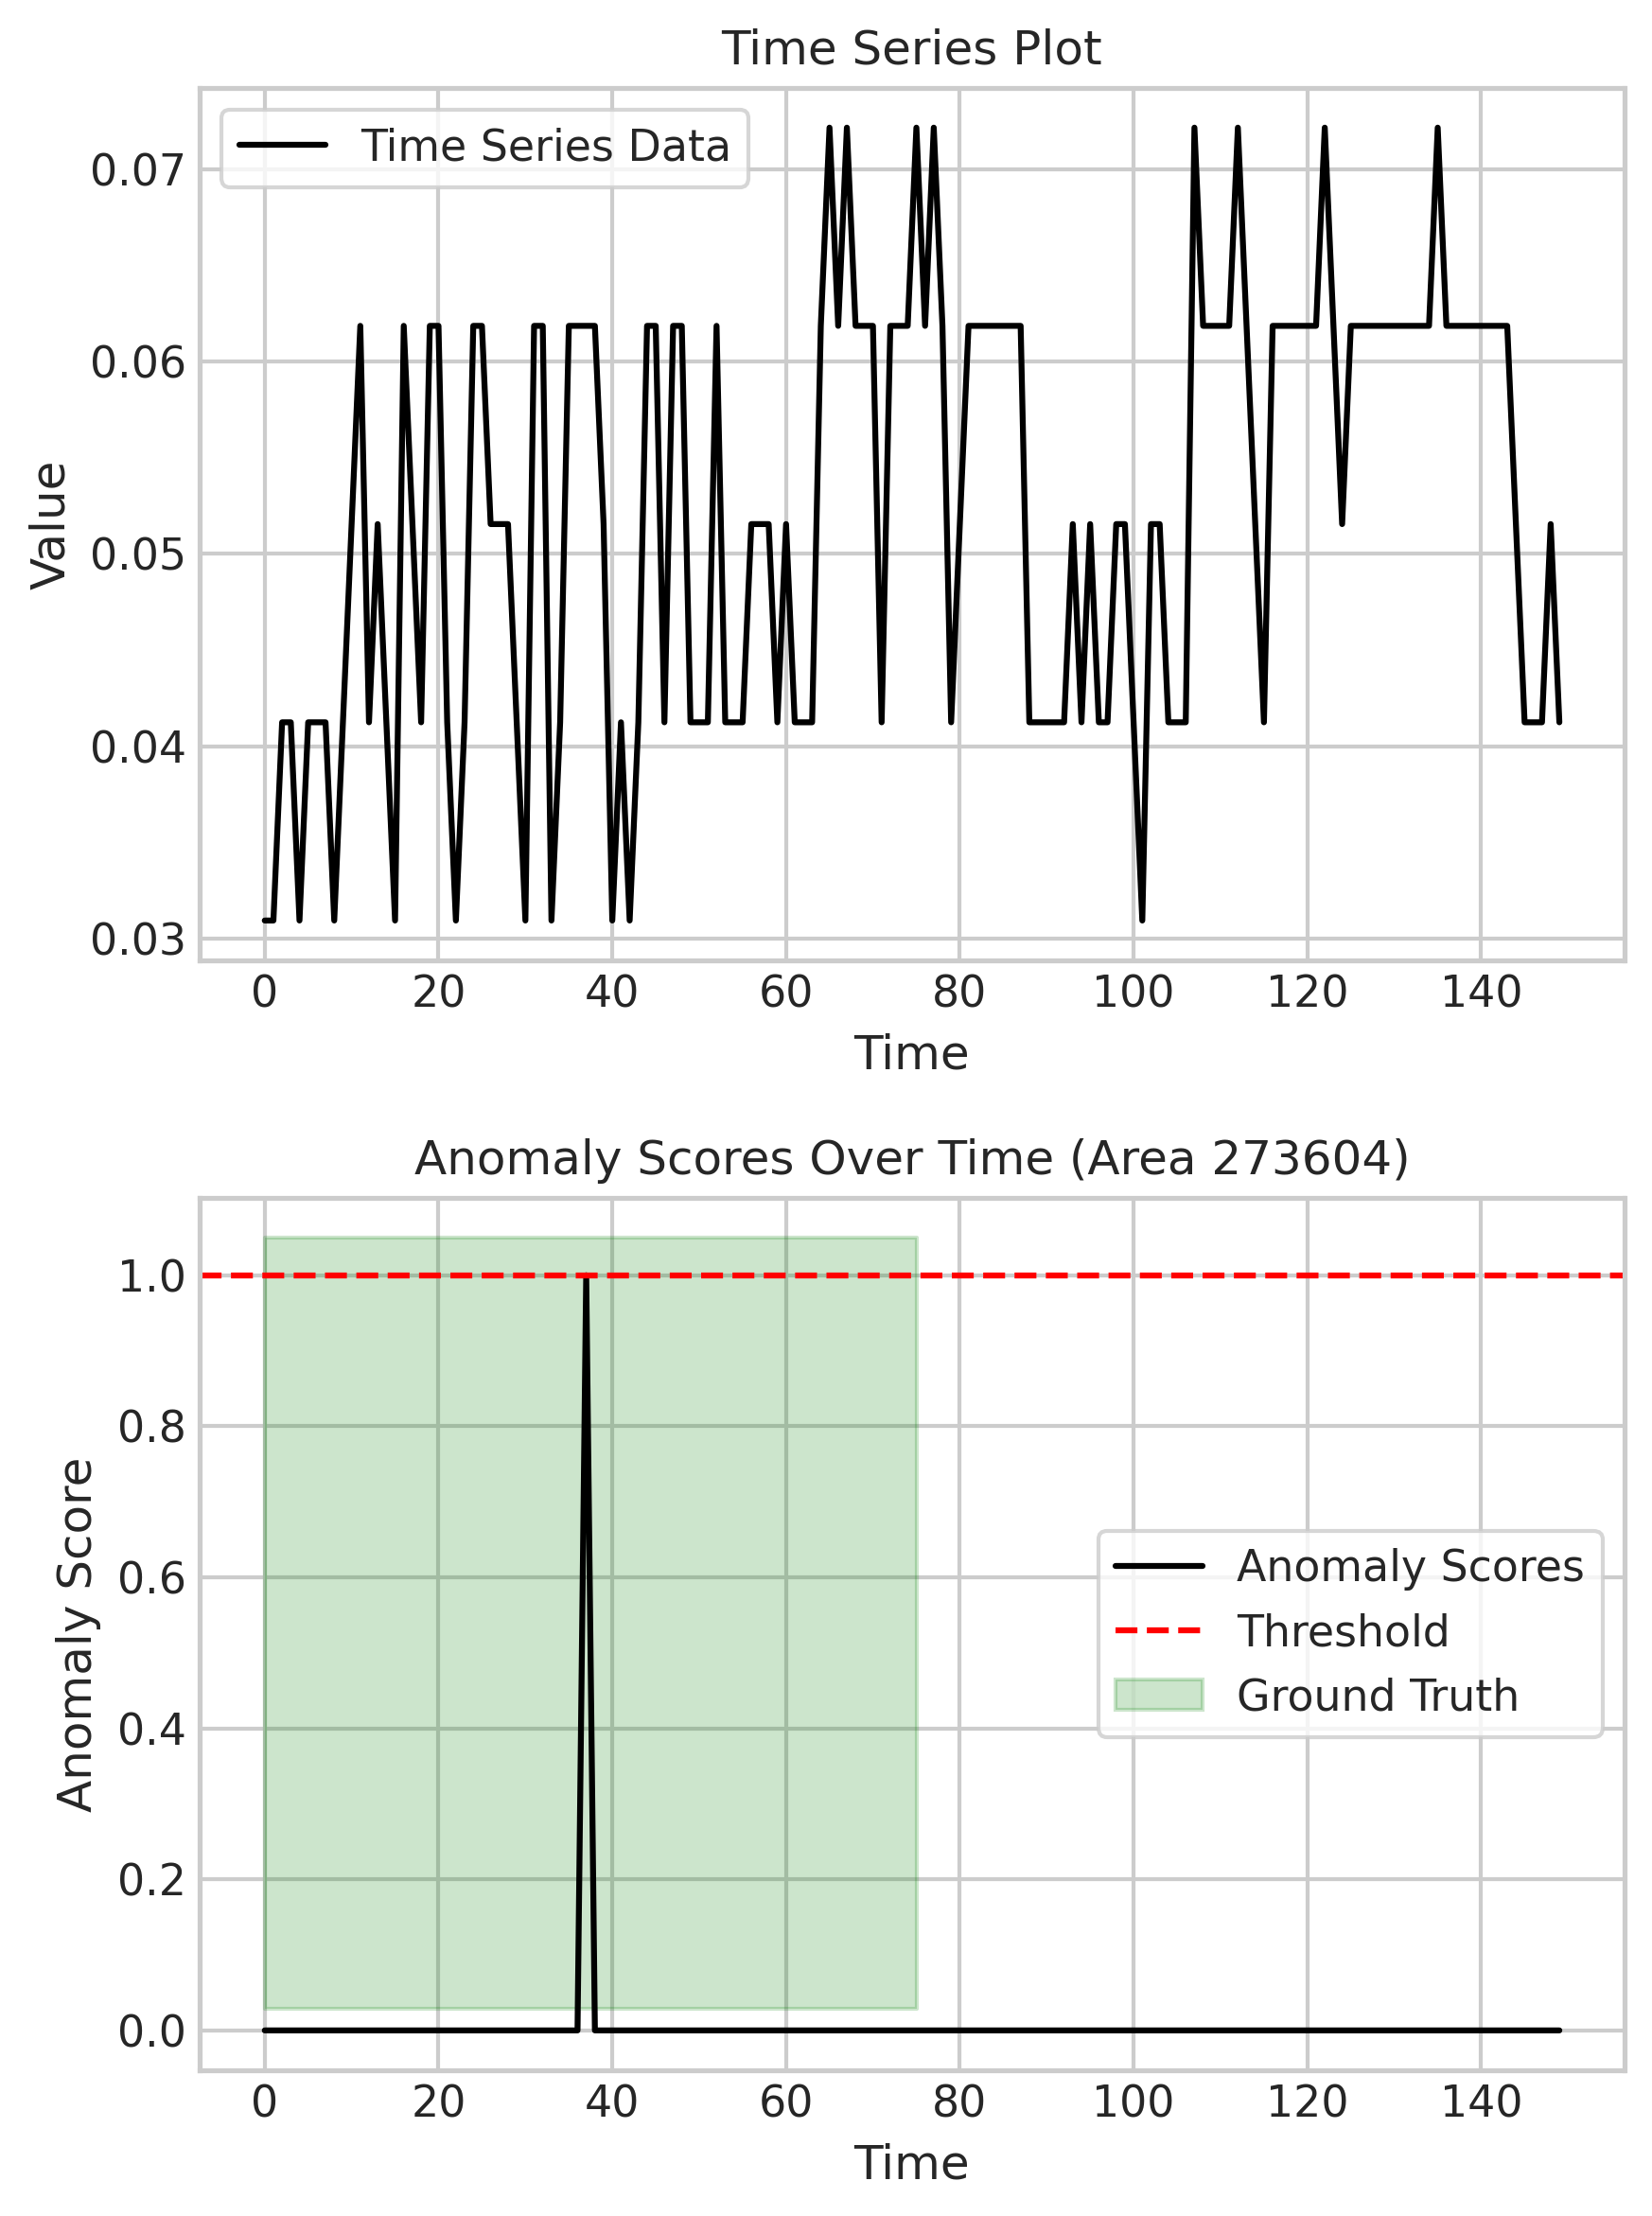 Time Series Plot
Time Series Data
0.07
0.06
0.05
0.04
0.03
Value
0 20 40 60 80 100 120 140
Time
Anomaly Scores Over Time (Area 273604)
1.0
0.8
0.6
0.4
0.2
0.0
Anomaly Score
Anomaly Scores
Threshold
Ground Truth
0 20 40 60 80 100 120 140
Time